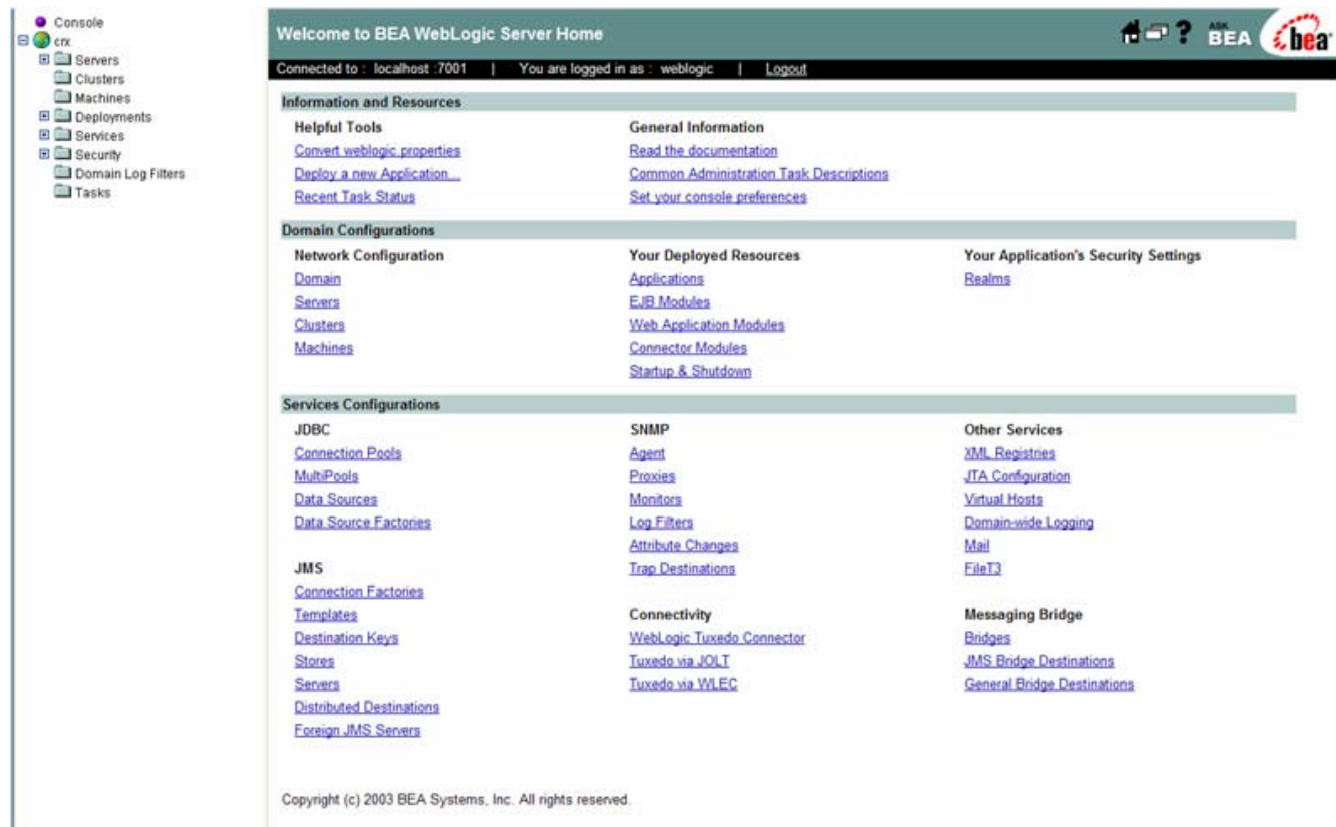 Console
crx
Servers
Clusters
Machines
Deployments
Services
Security
Domain Log Filters
Tasks
Welcome to BEA WebLogic Server Home
ASK BEA
bea
Connected to : localhost :7001 | You are logged in as : weblogic | Logout
Information and Resources
Helpful Tools
Convert weblogic.properties
Deploy a new Application...
Recent Task Status
General Information
Read the documentation
Common Administration Task Descriptions
Set your console preferences
Domain Configurations
Network Configuration
Domain
Servers
Clusters
Machines
Your Deployed Resources
Applications
EJB Modules
Web Application Modules
Connector Modules
Startup & Shutdown
Your Application's Security Settings
Realms
Services Configurations
JDBC
Connection Pools
MultiPools
Data Sources
Data Source Factories
JMS
Connection Factories
Templates
Destination Keys
Stores
Servers
Distributed Destinations
Foreign JMS Servers
SNMP
Agent
Proxies
Monitors
Log Filters
Attribute Changes
Trap Destinations
Connectivity
WebLogic Tuxedo Connector
Tuxedo via JOLT
Tuxedo via WLEC
Other Services
XML Registries
JTA Configuration
Virtual Hosts
Domain-wide Logging
Mail
FileT3
Messaging Bridge
Bridges
JMS Bridge Destinations
General Bridge Destinations
Copyright (c) 2003 BEA Systems, Inc. All rights reserved.